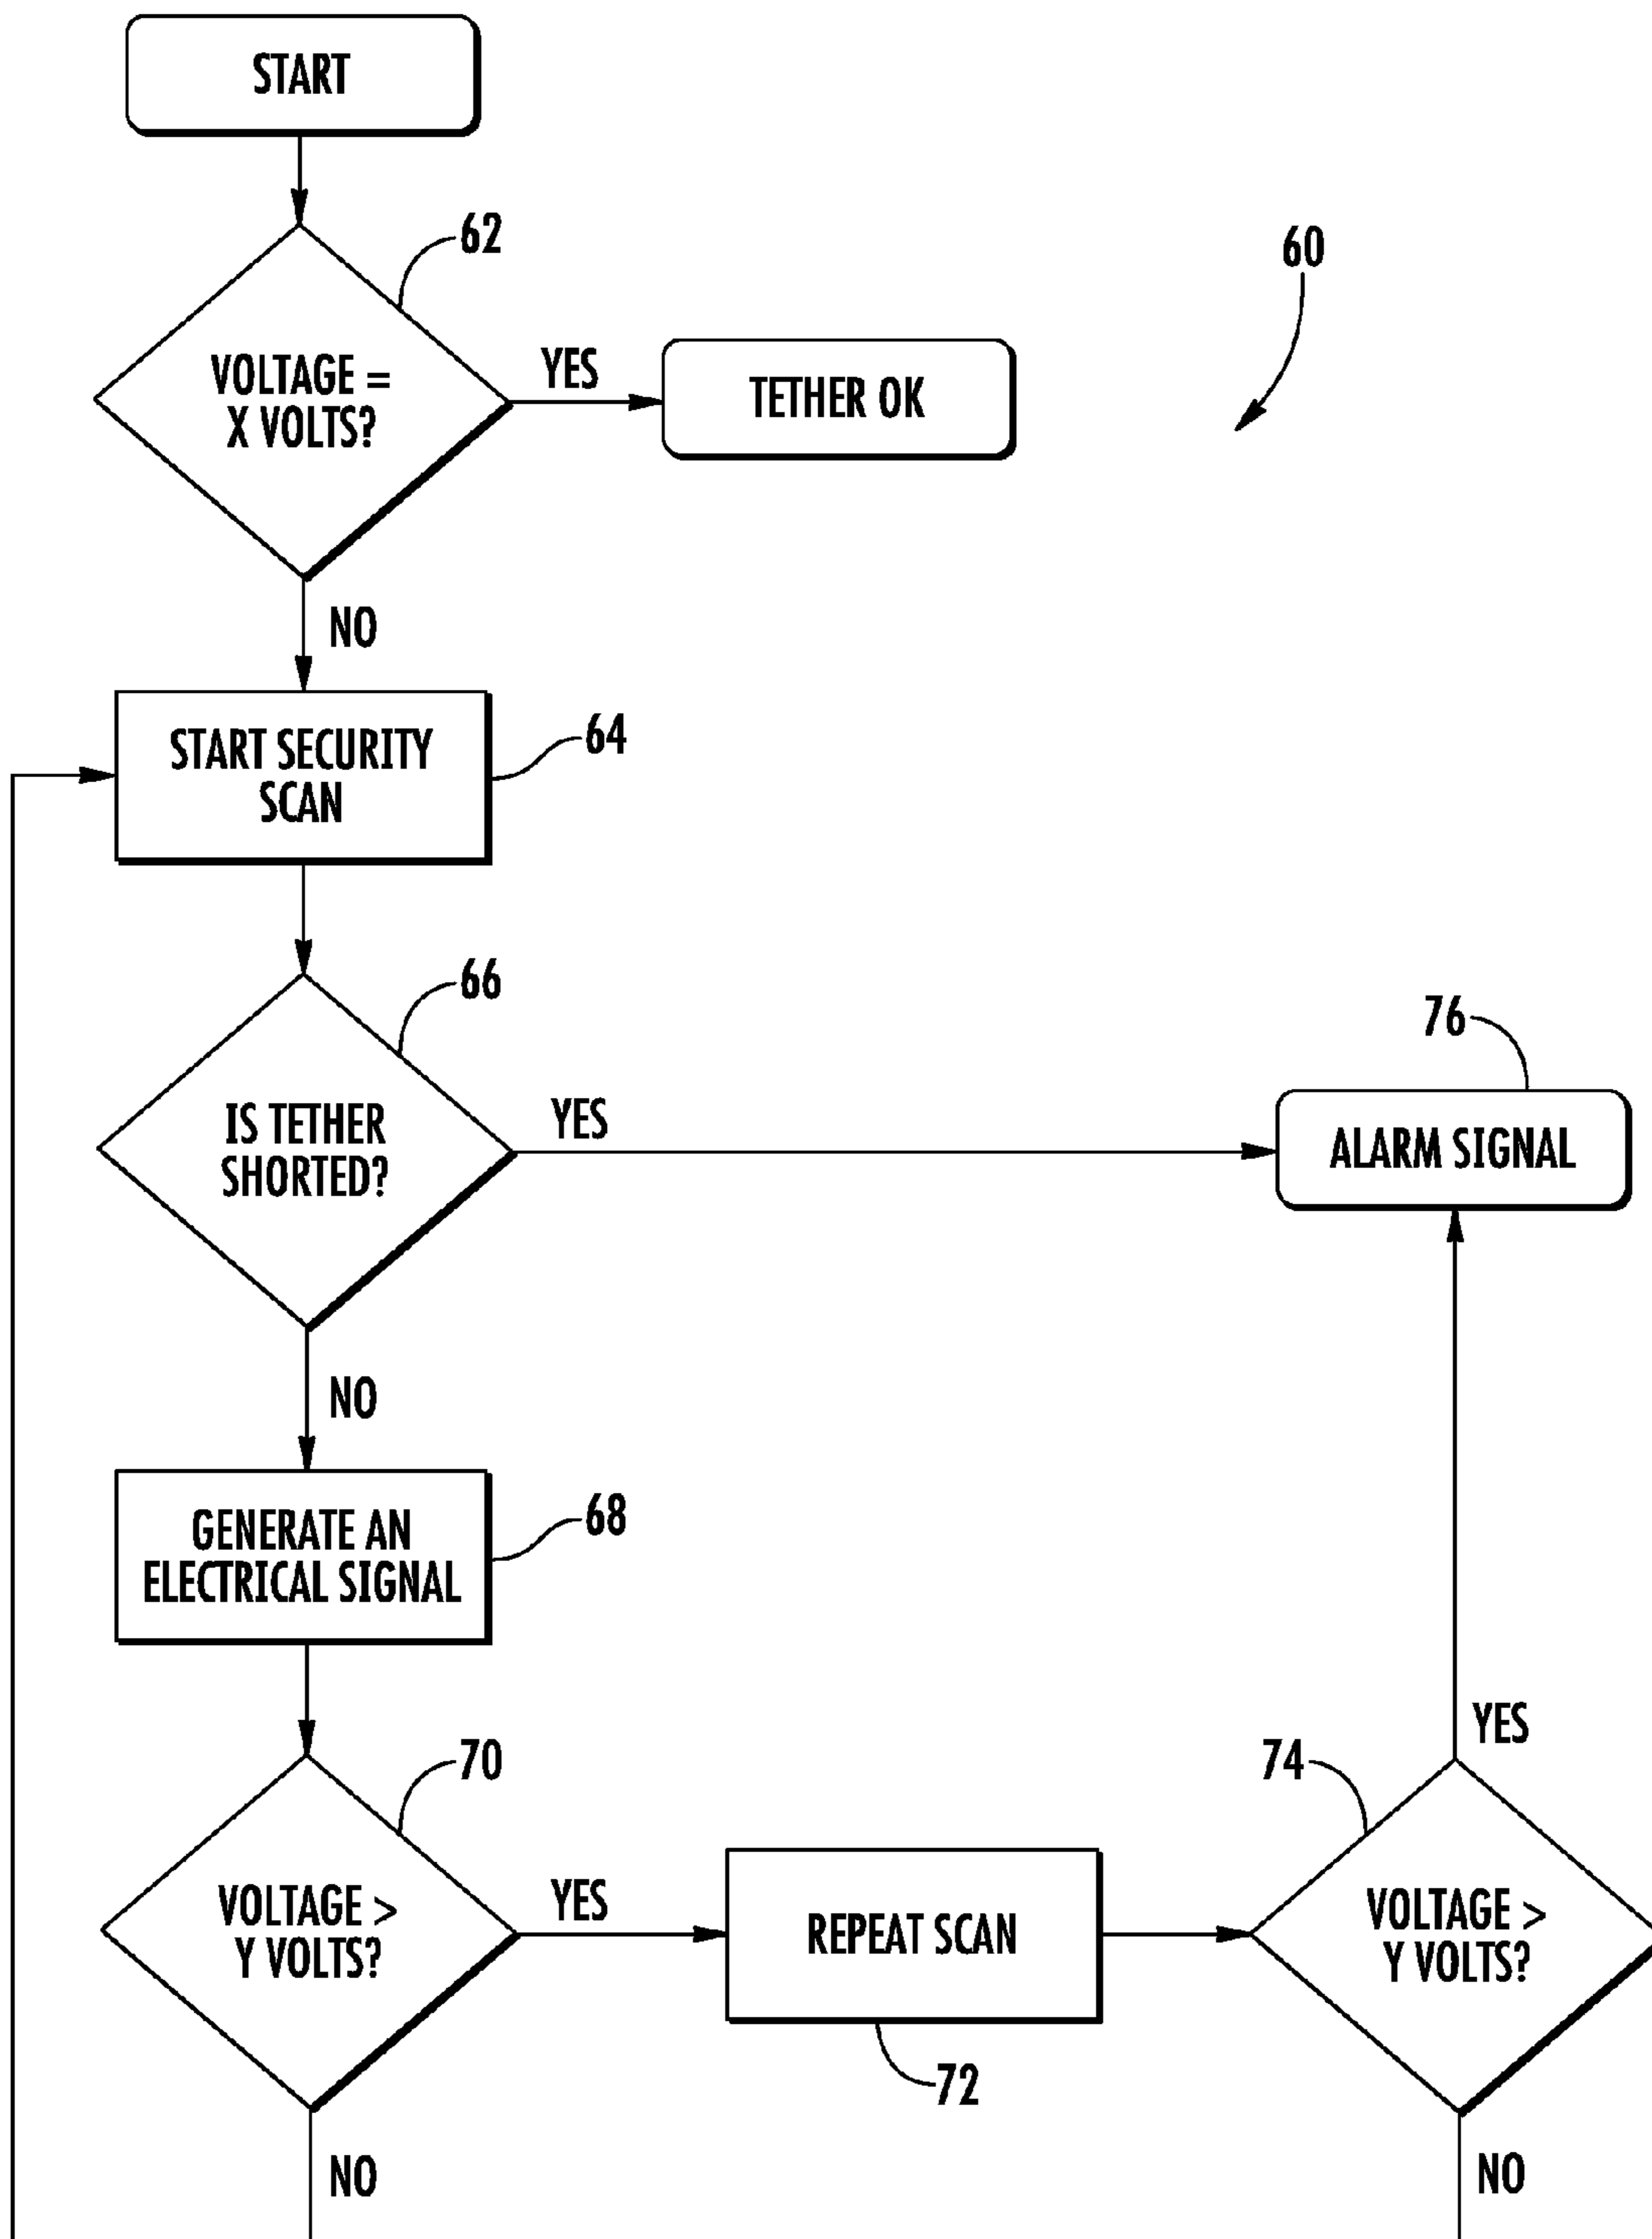 START
62
VOLTAGE =
X VOLTS?
YES
TETHER OK
60
NO
START SECURITY
SCAN
64
66
IS TETHER
SHORTED?
YES
76
ALARM SIGNAL
NO
GENERATE AN
ELECTRICAL SIGNAL
68
70
VOLTAGE >
Y VOLTS?
YES
REPEAT SCAN
72
74
VOLTAGE >
Y VOLTS?
YES
NO
NO